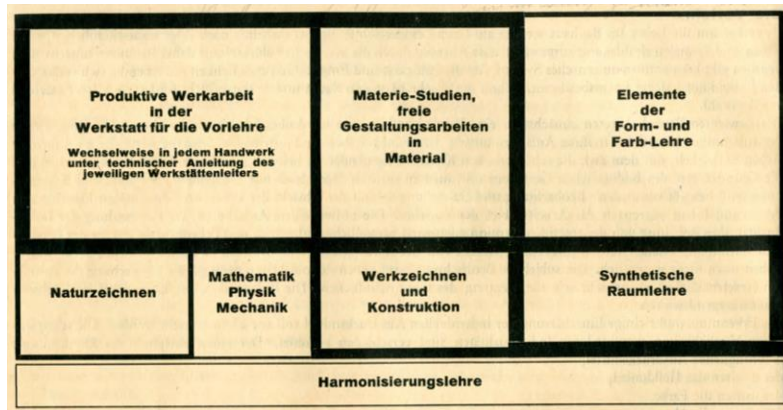 Produktive Werkarbeit
in der
Werkstatt für die Vorlehre
Wechselweise in jedem Handwerk
unter technischer Anleitung des
jeweiligen Werkstättenleiters
Materie-Studien,
freie
Gestaltungsarbeiten
in
Material
Elemente
der
Form- und
Farb-Lehre
Naturzeichnen
Mathematik
Physik
Mechanik
Werkzeichnen
und
Konstruktion
Synthetische
Raumlehre
Harmonisierungslehre